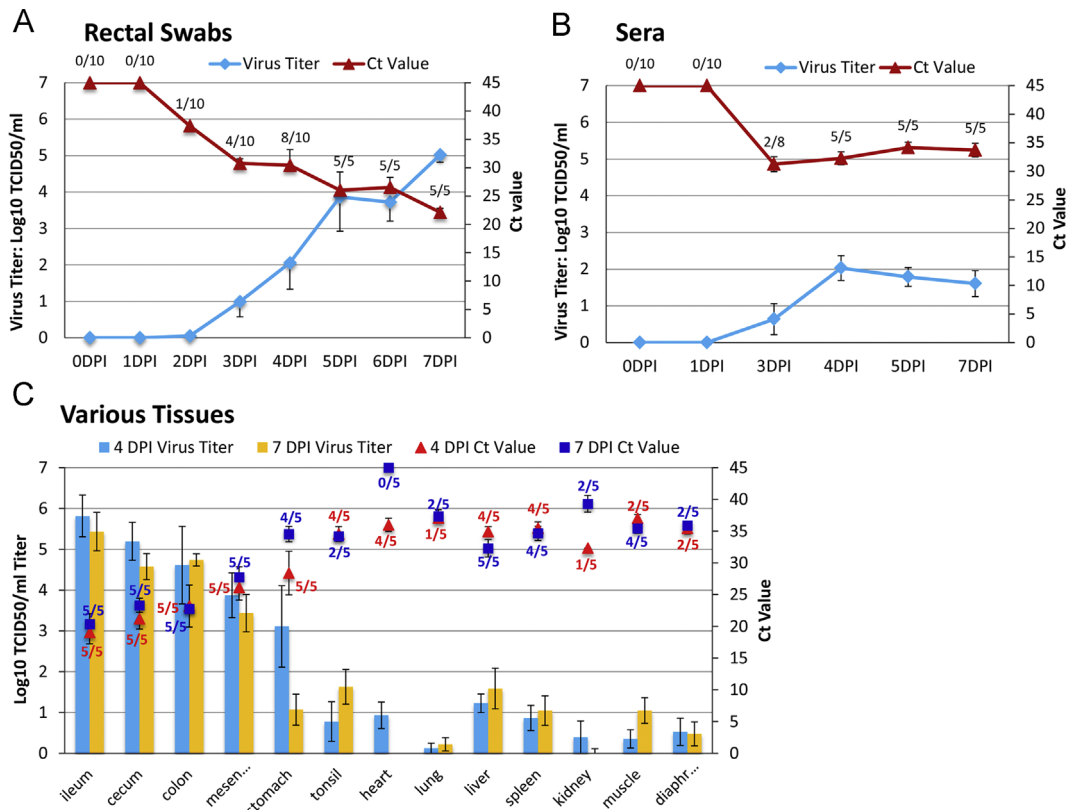 A
Rectal Swabs
Virus Titer
Ct Value
0/10
0/10
1/10
4/10
8/10
5/5
5/5
5/5
7
6
5
4
3
2
1
0
Virus Titer: Log10 TCID50/ml
45
40
35
30
25
20
15
10
5
0
Ct value
0DPI 1DPI 2DPI 3DPI 4DPI 5DPI 6DPI 7DPI
B
Sera
Virus Titer
Ct Value
0/10
0/10
2/8
5/5
5/5
5/5
7
6
5
4
3
2
1
0
Virus Titer: Log10 TCID50/ml
45
40
35
30
25
20
15
10
5
0
Ct Value
0DPI 1DPI 3DPI 4DPI 5DPI 7DPI
C
Various Tissues
4 DPI Virus Titer
7 DPI Virus Titer
4 DPI Ct Value
7 DPI Ct Value
7
6
5
4
3
2
1
0
Log10 TCID50/ml Titer
45
40
35
30
25
20
15
10
5
0
Ct Value
5/5
5/5
5/5
5/5
5/5
5/5
5/5
5/5
4/5
5/5
4/5
2/5
0/5
4/5
2/5
1/5
4/5
5/5
4/5
4/5
2/5
1/5
2/5
4/5
2/5
2/5
ileum
cecum
colon
mesen...
stomach
tonsil
heart
lung
liver
spleen
kidney
muscle
diaphr...